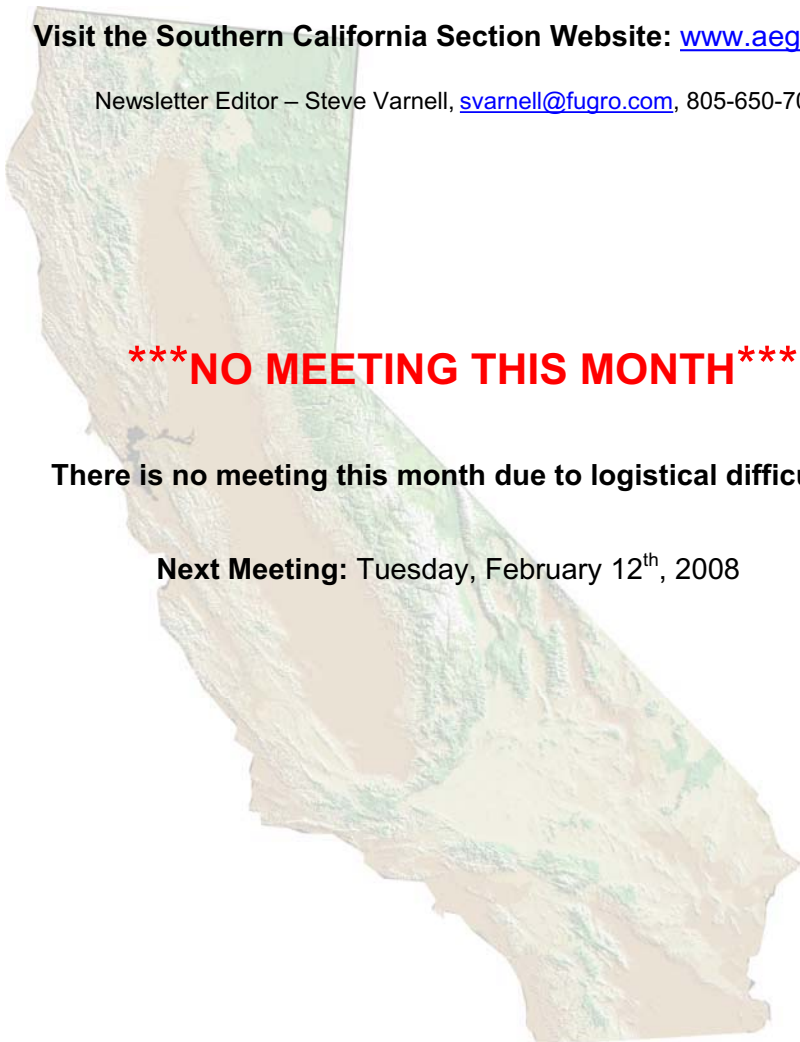 Visit the Southern California Section Website: www.aeg
Newsletter Editor – Steve Varnell, svarnell@fugro.com, 805-650-70
***NO MEETING THIS MONTH***
There is no meeting this month due to logistical
Next Meeting: Tuesday, February 12th, 2008